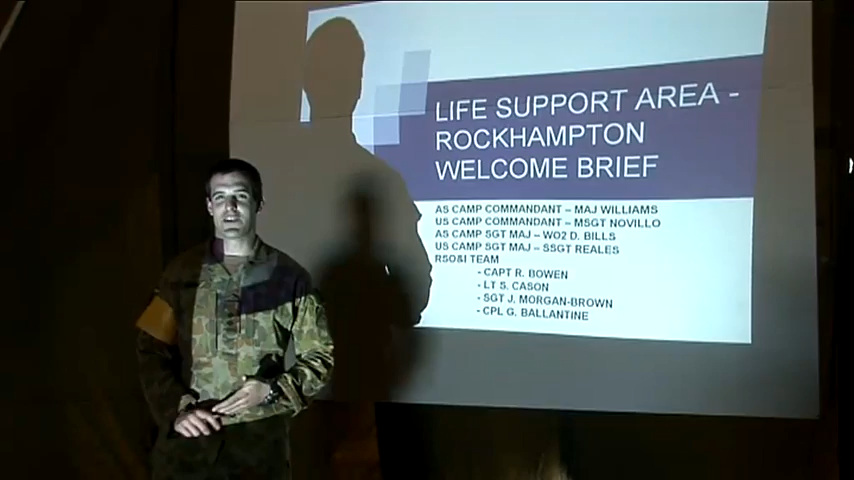 LIFE SUPPORT AREA -
ROCKHAMPTON
WELCOME BRIEF
AS CAMP COMMANDANT – MAJ WILLIAMS
US CAMP COMMANDANT – MSGT NOVILLO
AS CAMP SGT MAJ – WO2 D. BILLS
US CAMP SGT MAJ – SSGT REALES
RSO&I TEAM
- CAPT R. BOWEN
- LT S. CASON
- SGT J. MORGAN-BROWN
- CPL G. BALLANTINE